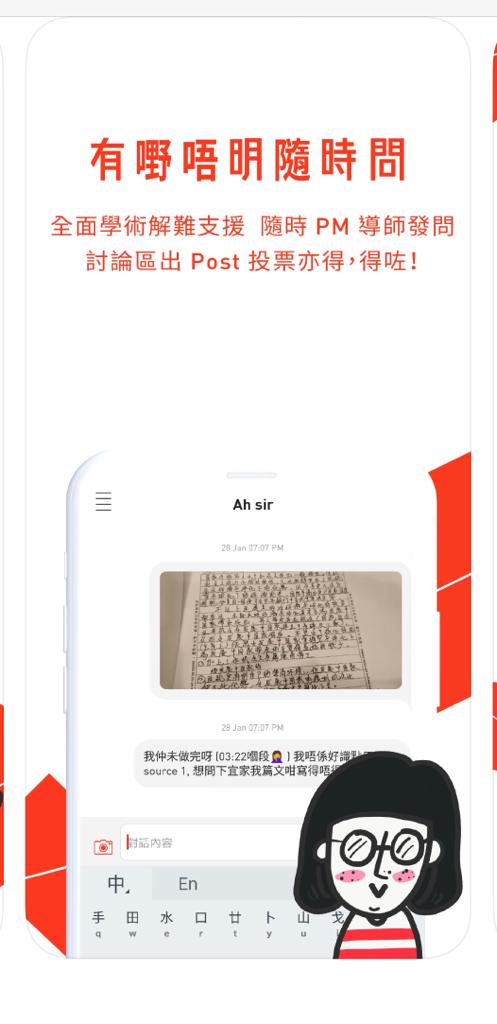 有嘢唔明隨時問
全面學術解難支援 隨時 PM 導師發問
討論區出 Post 投票亦得，得咗！
Ah sir
28 Jan 07:07 PM
28 Jan 07:07 PM
我仲未做完呀 (03:22嗰段🤦‍♀️ ) 我唔係好識點
source 1, 想問下宜家我篇文咁寫得唔
對話內容
中 En
手 田 水 口 廿 卜 山 戈
q w e r t y u